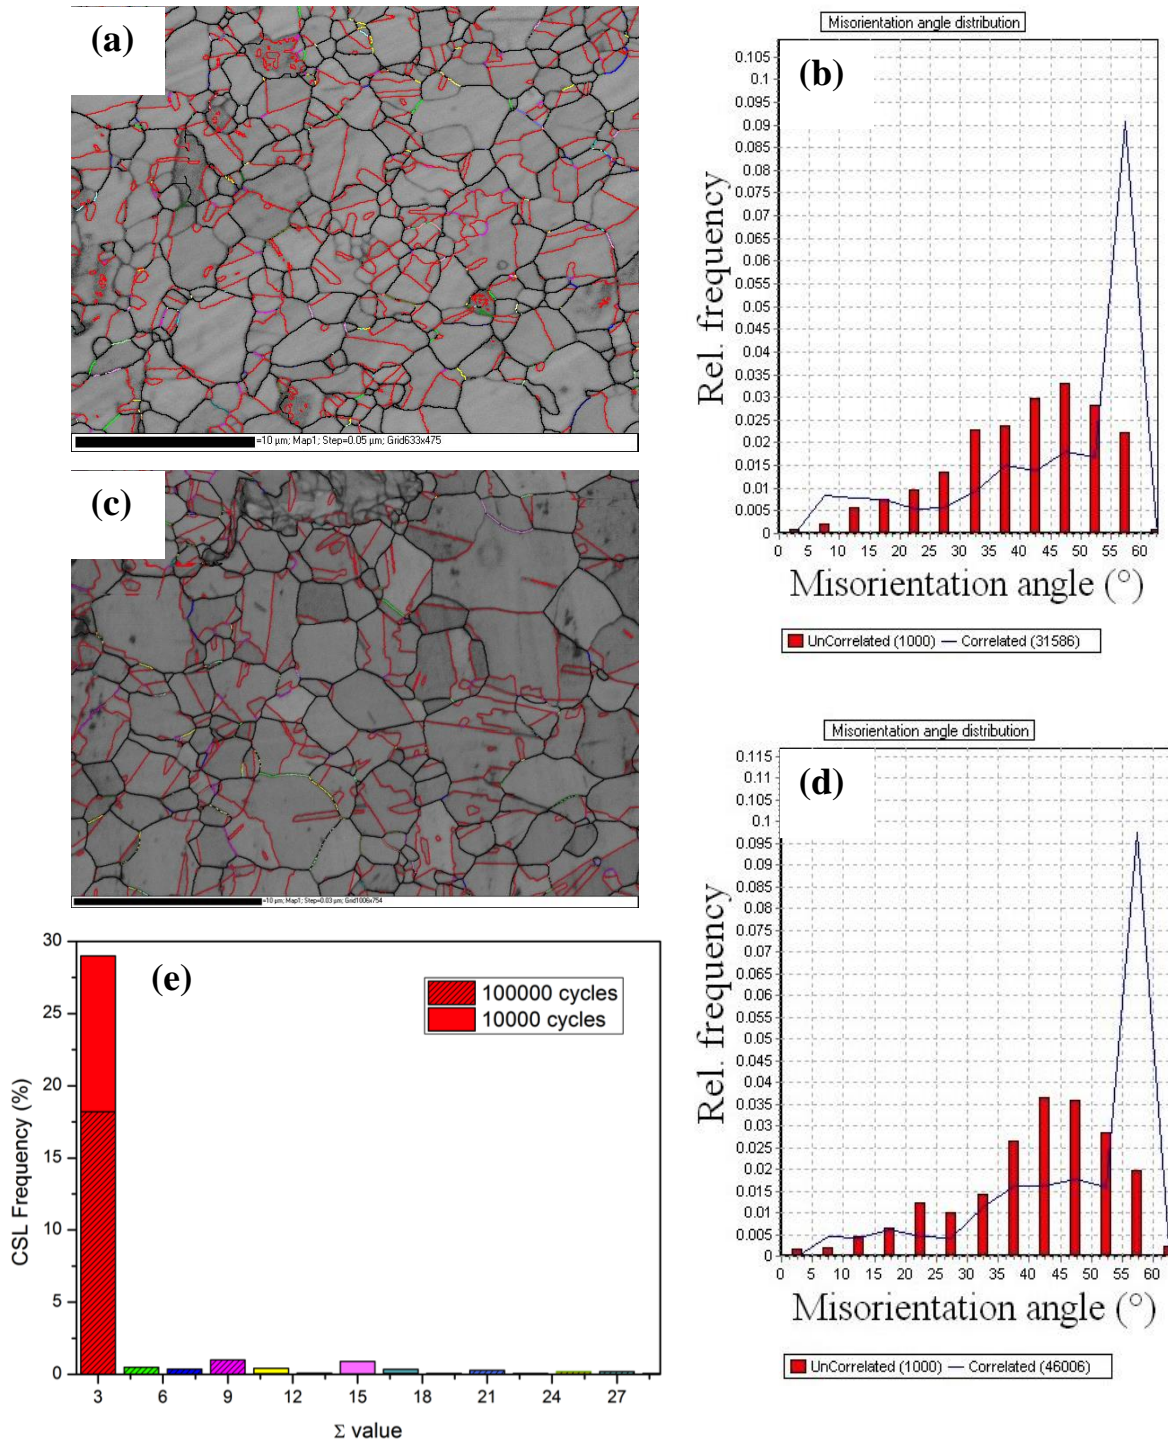 (a)
=10 µm; Map1; Step=0.05 µm; Grid633x475
(b)
Misorientation angle distribution
Rel. frequency
0.105
0.1
0.095
0.09
0.085
0.08
0.075
0.07
0.065
0.06
0.055
0.05
0.045
0.04
0.035
0.03
0.025
0.02
0.015
0.01
0.005
0
0 5 10 15 20 25 30 35 40 45 50 55 60
Misorientation angle (°)
UnCorrelated (1000) Correlated (31586)
(c)
=10 µm; Map1; Step=0.03 µm; Grid1006x754
(d)
Misorientation angle distribution
Rel. frequency
0.115
0.11
0.105
0.1
0.095
0.09
0.085
0.08
0.075
0.07
0.065
0.06
0.055
0.05
0.045
0.04
0.035
0.03
0.025
0.02
0.015
0.01
0.005
0
0 5 10 15 20 25 30 35 40 45 50 55 60
Misorientation angle (°)
UnCorrelated (1000) Correlated (46006)
(e)
100000 cycles
10000 cycles
CSL Frequency (%)
30
25
20
15
10
5
0
3 6 9 12 15 18 21 24 27
Σ value